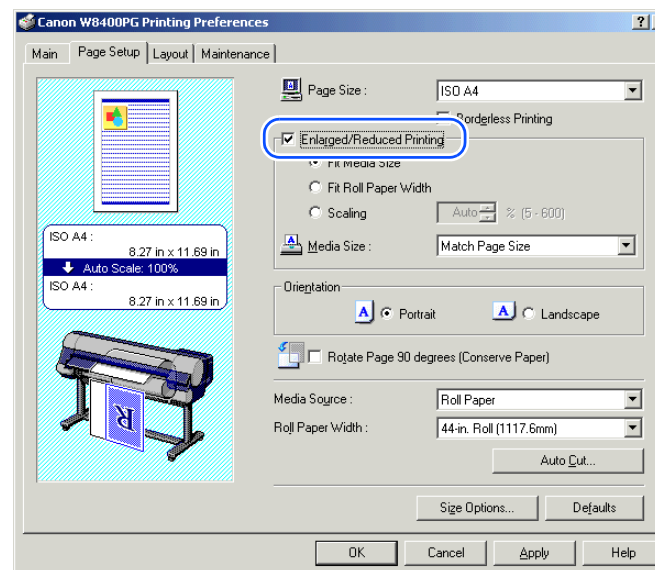 Canon W8400PG Printing Preferences
Main Page Setup Layout Maintenance
Page Size : ISO A4
Borderless Printing
Enlarged/Reduced Printing
Fit Media Size
Fit Roll Paper Width
Scaling Auto % (5 - 600)
Media Size : Match Page Size
ISO A4 :
8.27 in x 11.69 in
Auto Scale: 100%
ISO A4 :
8.27 in x 11.69 in
Orientation
A Portrait A Landscape
Rotate Page 90 degrees (Conserve Paper)
Media Source : Roll Paper
Roll Paper Width : 44-in. Roll (1117.6mm)
Auto Cut...
Size Options... Defaults
OK Cancel Apply Help